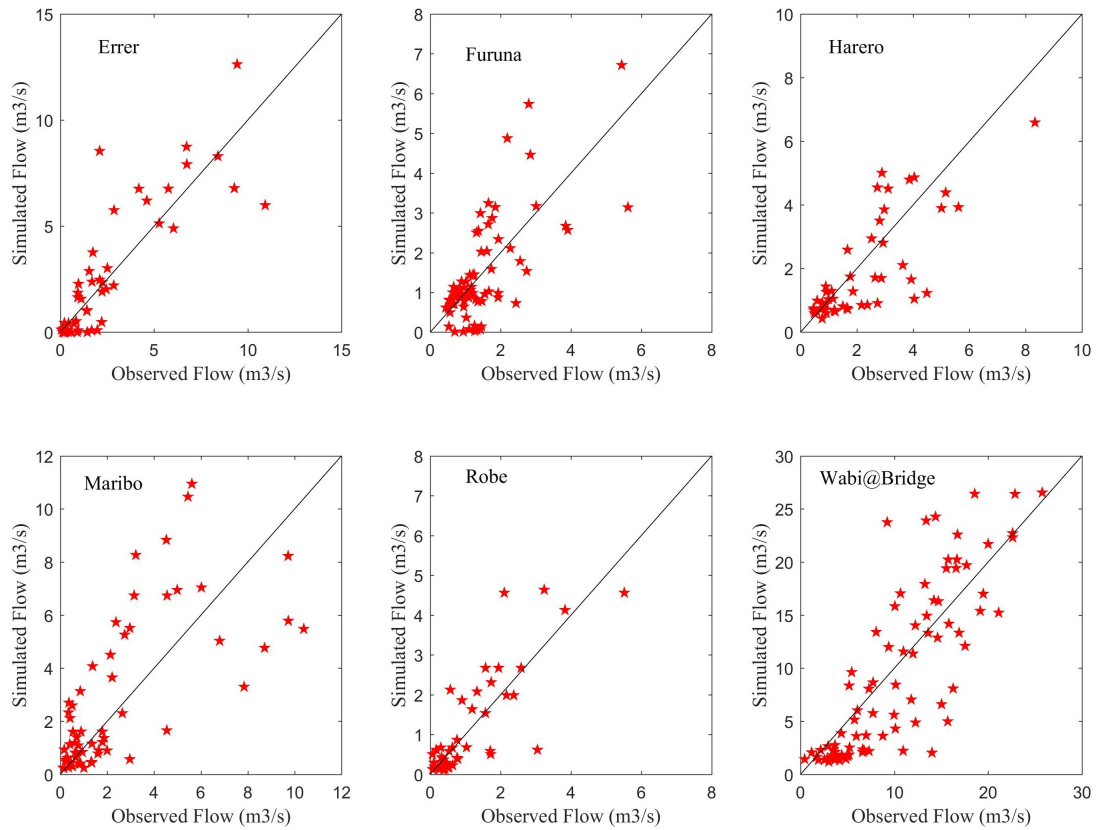 Errer
15
10
5
0
Simulated Flow (m3/s)
0 5 10 15
Observed Flow (m3/s)
Furuna
8
7
6
5
4
3
2
1
0
Simulated Flow (m3/s)
0 2 4 6 8
Observed Flow (m3/s)
Harero
10
8
6
4
2
0
Simulated Flow (m3/s)
0 2 4 6 8 10
Observed Flow (m3/s)
Maribo
12
10
8
6
4
2
0
Simulated Flow (m3/s)
0 2 4 6 8 10 12
Observed Flow (m3/s)
Robe
8
7
6
5
4
3
2
1
0
Simulated Flow (m3/s)
0 2 4 6 8
Observed Flow (m3/s)
Wabi@Bridge
30
25
20
15
10
5
0
Simulated Flow (m3/s)
0 10 20 30
Observed Flow (m3/s)